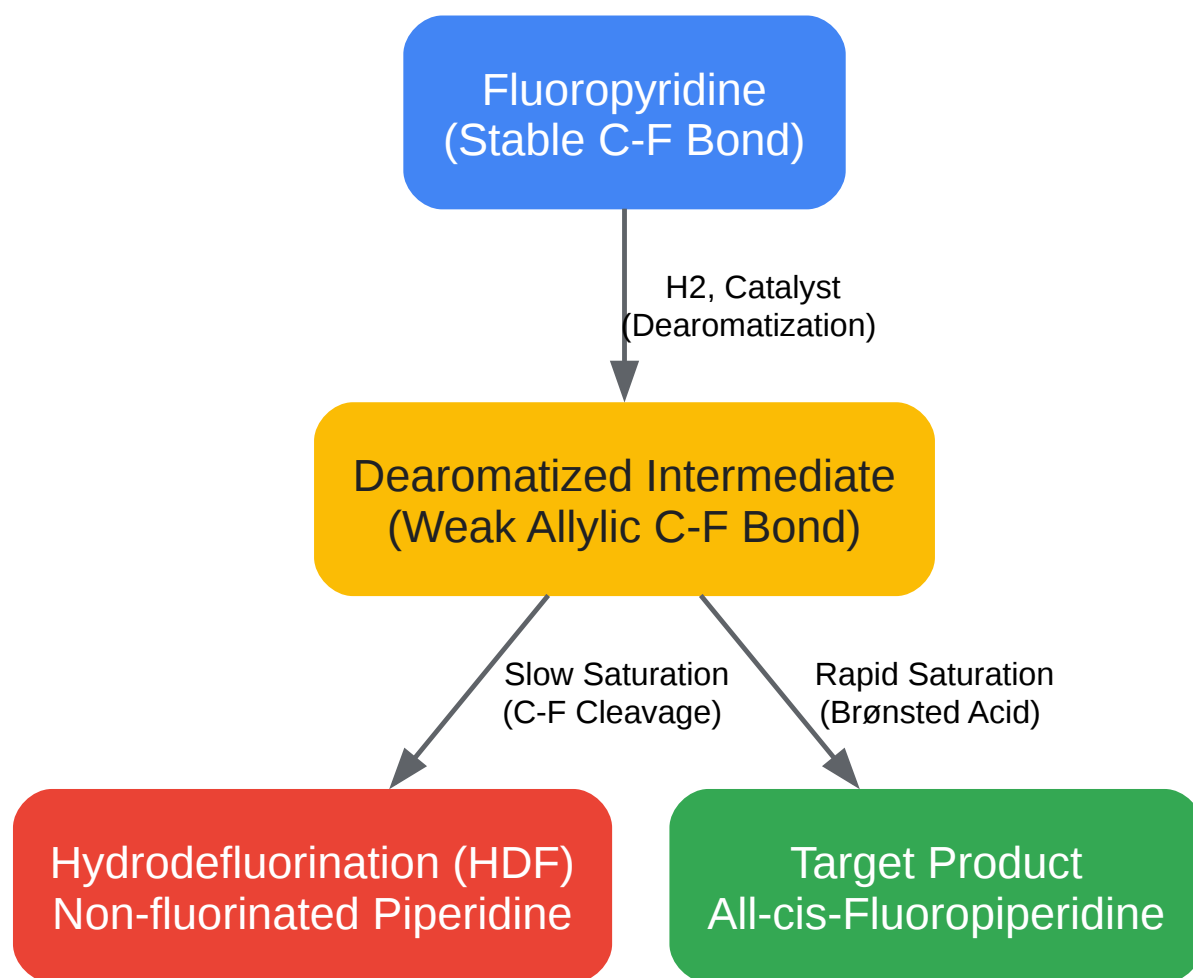 Fluoropyridine
(Stable C-F Bond)
H2, Catalyst
(Dearomatization)
Dearomatized Intermediate
(Weak Allylic C-F Bond)
Slow Saturation
(C-F Cleavage)
Rapid Saturation
(Brønsted Acid)
Hydrodefluorination (HDF)
Non-fluorinated Piperidine
Target Product
All-cis-Fluoropiperidine